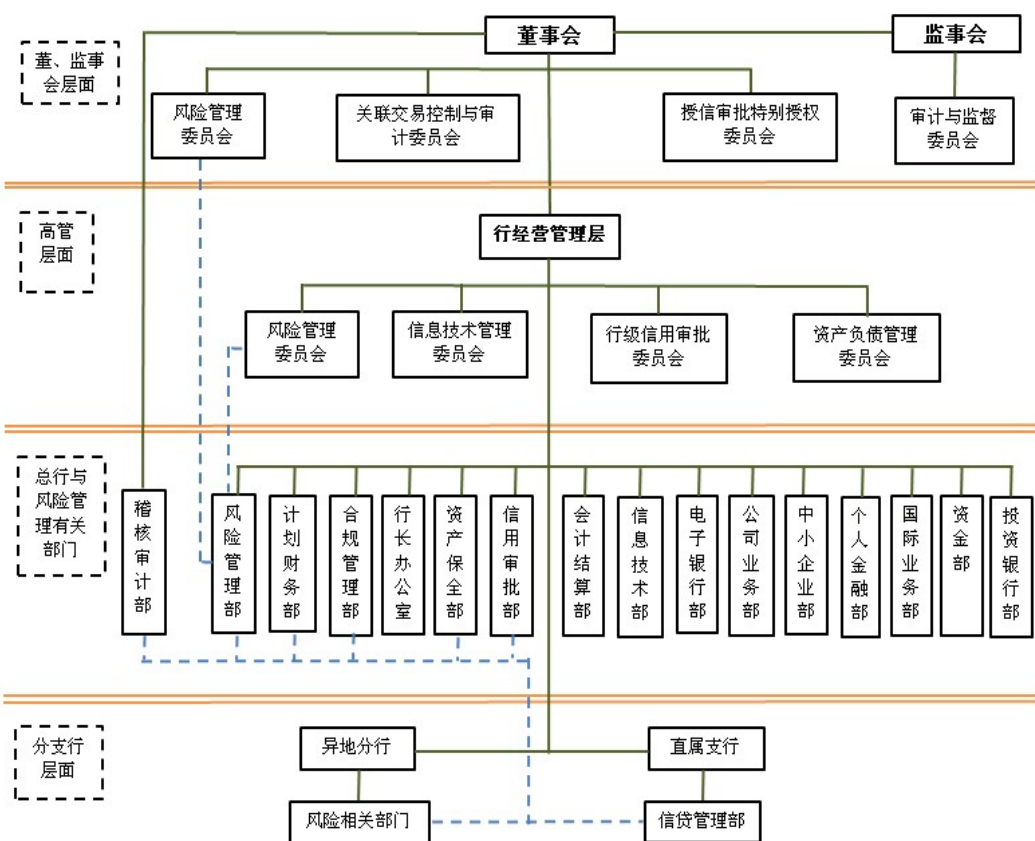 董事会
监事会
董、监事
会层面
风险管理
委员会
关联交易控制与审
计委员会
授信审批特别授权
委员会
审计与监督
委员会
高管
层面
行经营管理层
风险管理
委员会
信息技术管理
委员会
行级信用审批
委员会
资产负债管理
委员会
总行与
风险管
理有关
部门
稽核审计部
风险管理部
计划财务部
合规管理部
行长办公室
资产保全部
信用审批部
会计结算部
信息技术部
电子银行部
公司业务部
中小企业部
个人金融部
国际业务部
资金部
投资银行部
分支行
层面
异地分行
直属支行
风险相关部门
信贷管理部